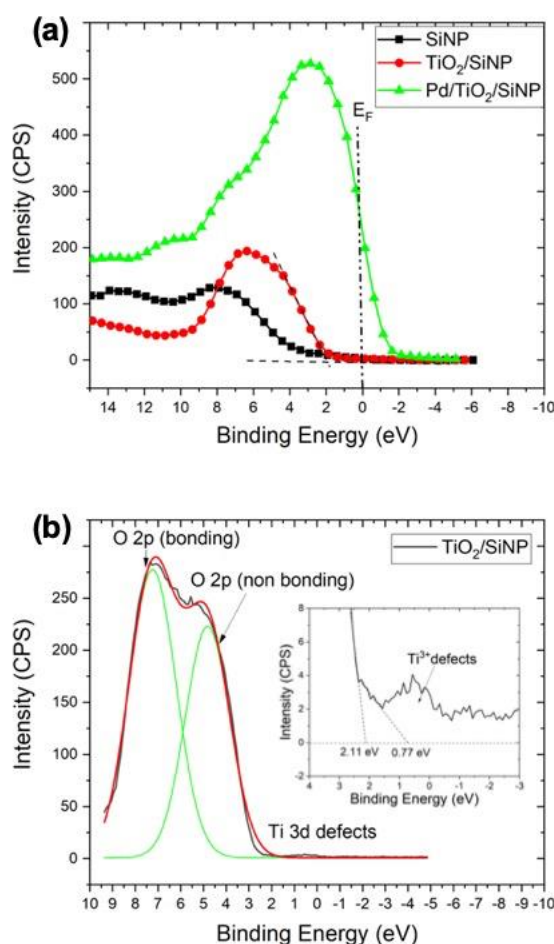 (a)
SiNP
TiO₂/SiNP
Pd/TiO₂/SiNP
E_F
500
400
300
200
100
0
Intensity (CPS)
14 12 10 8 6 4 2 0 -2 -4 -6 -8 -10
Binding Energy (eV)
(b)
O 2p (bonding)
TiO₂/SiNP
O 2p (non bonding)
300
250
200
150
100
50
0
Intensity (CPS)
8
6
4
2
0
-2
Intensity (CPS)
Ti³⁺defects
2.11 eV 0.77 eV
4 3 2 1 0 -1 -2 -3
Binding Energy (eV)
Ti 3d defects
10 9 8 7 6 5 4 3 2 1 0 -1 -2 -3 -4 -5 -6 -7 -8 -9 -10
Binding Energy (eV)